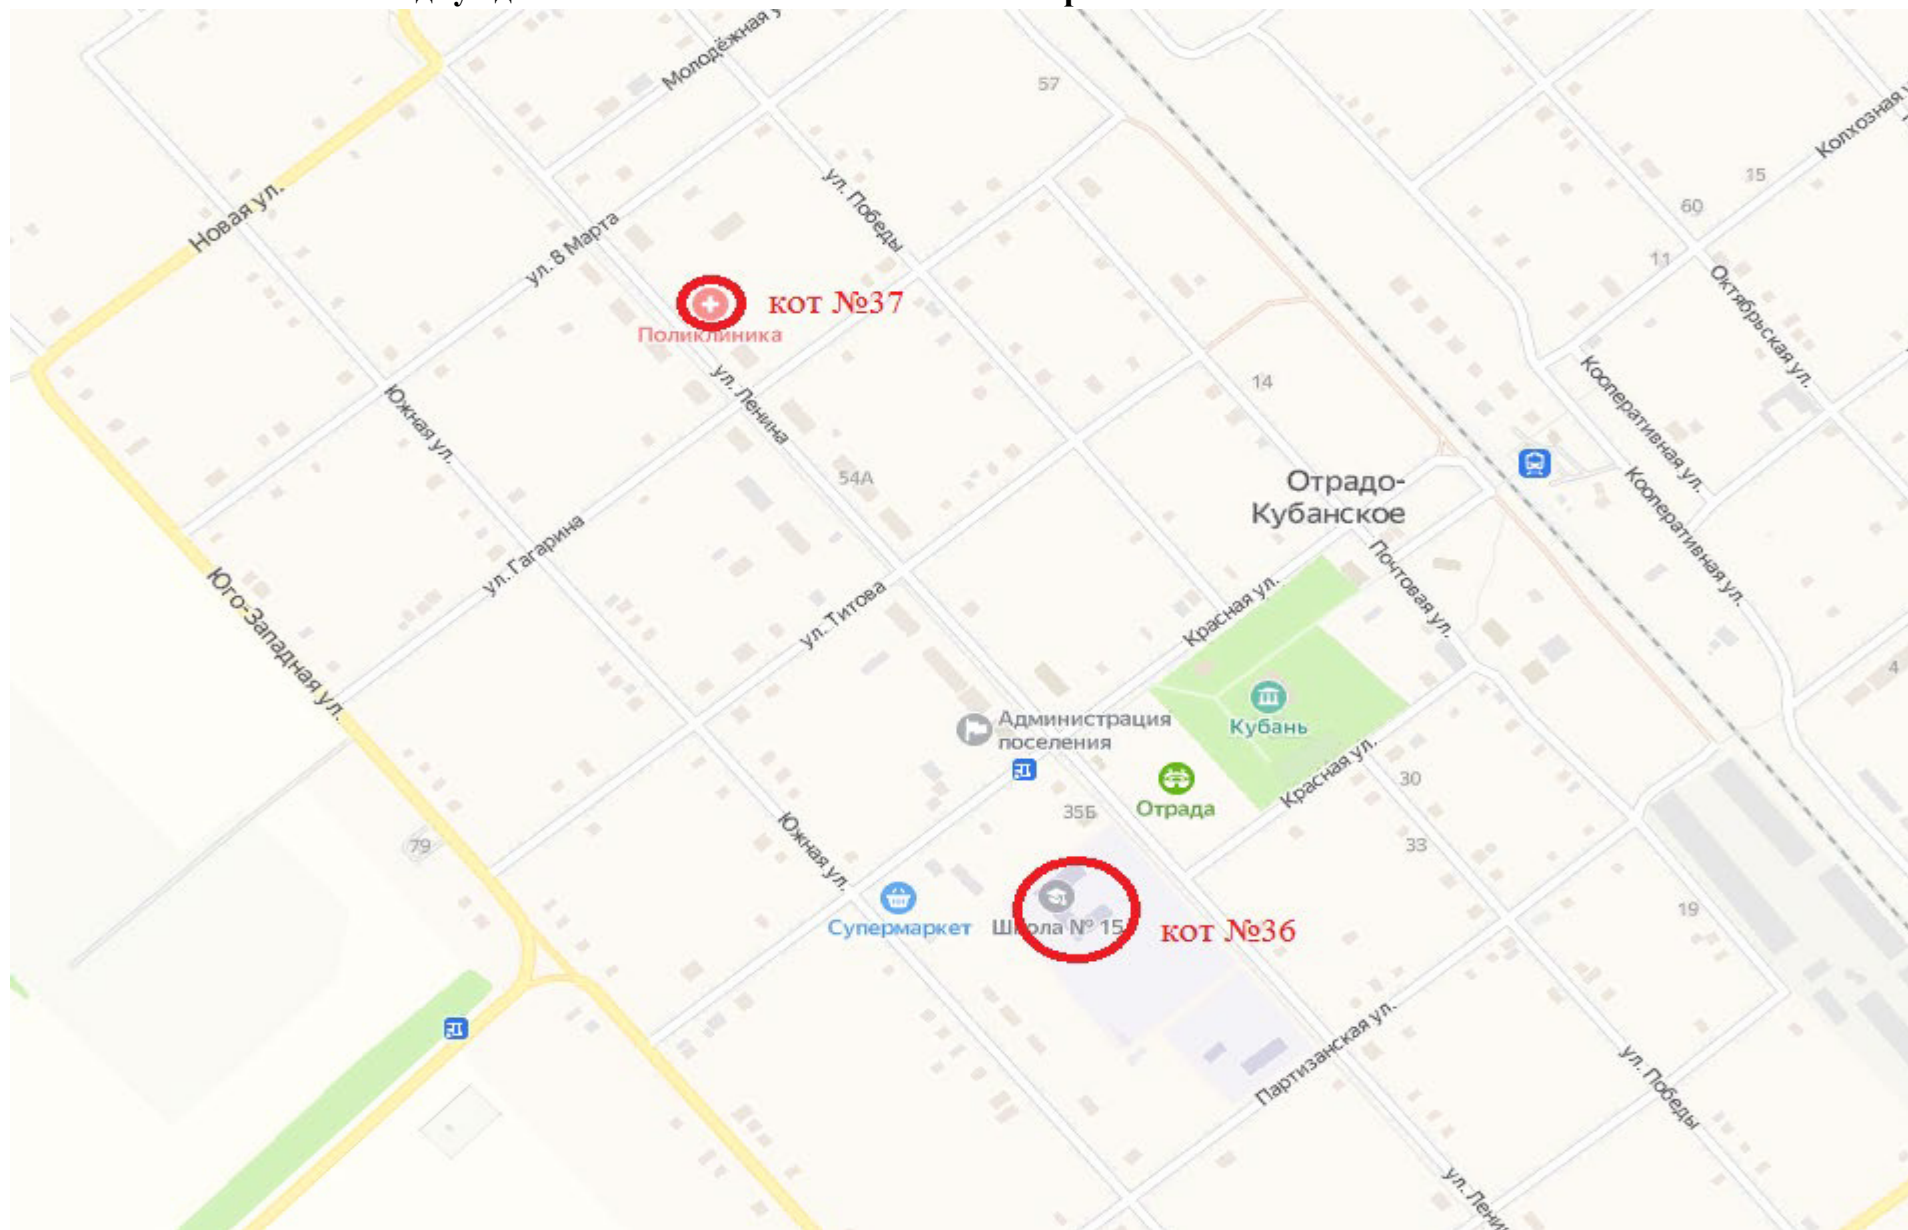 Молодёжная у
57
Колхозная у
15
60
11
Новая ул.
ул. Победы
ул. 8 Марта
Октябрьская ул.
кот №37
Поликлиника
ул. Ленина
14
Кооперативная ул.
Южная ул.
54А
Отрадо-
Кубанское
Кооперативная ул.
ул. Гагарина
Почтовая ул.
Юго-Западная ул.
ул. Титова
Красная ул.
4
Кубань
Администрация
поселения
Красная ул.
30
Отрада
35Б
33
79
Южная ул.
Супермаркет
Школа № 15
кот №36
19
Партизанская ул.
ул. Победы
ул. Лени